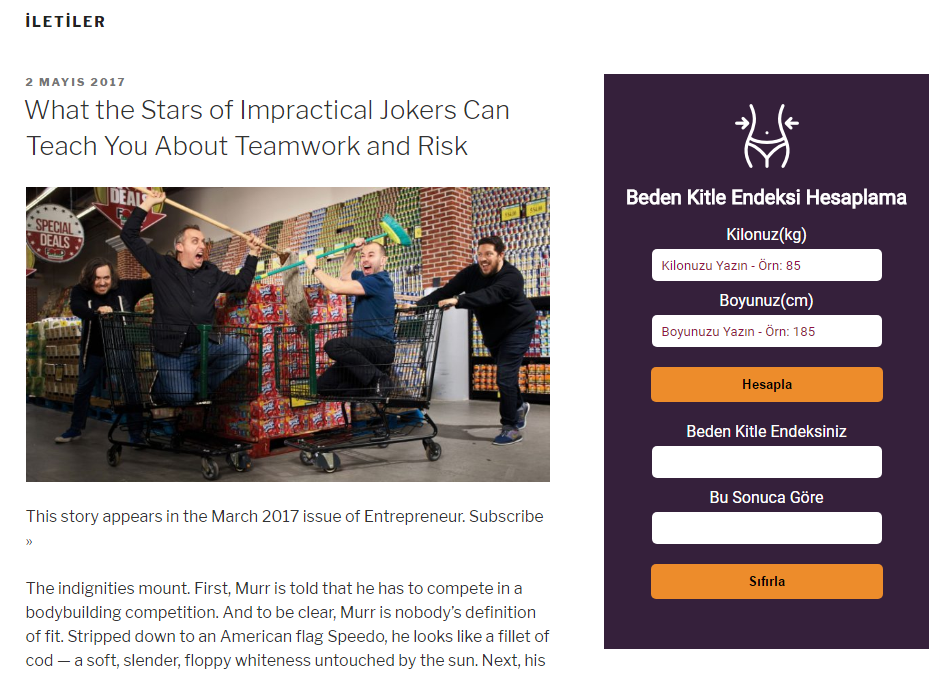 İLETİLER
2 MAYIS 2017
What the Stars of Impractical Jokers Can
Teach You About Teamwork and Risk
SPECIAL
DEALS
DEALS
This story appears in the March 2017 issue of Entrepreneur. Subscribe
»
The indignities mount. First, Murr is told that he has to compete in a
bodybuilding competition. And to be clear, Murr is nobody’s definition
of fit. Stripped down to an American flag Speedo, he looks like a fillet of
cod — a soft, slender, floppy whiteness untouched by the sun. Next, his
Beden Kitle Endeksi Hesaplama
Kilonuz(kg)
Kilonuzu Yazın - Örn: 85
Boyunuz(cm)
Boyunuzu Yazın - Örn: 185
Hesapla
Beden Kitle Endeksiniz
Bu Sonuca Göre
Sıfırla